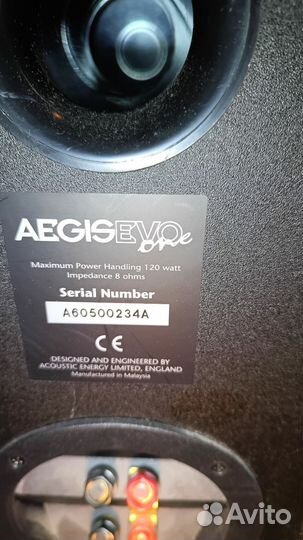 AEGISEVO
One
Maximum Power Handling 120 watt
Impedance 8 ohms
Serial Number
A60500234A
CE
DESIGNED AND ENGINEERED BY
ACOUSTIC ENERGY LIMITED, ENGLAND
Manufactured in Malaysia
Avito